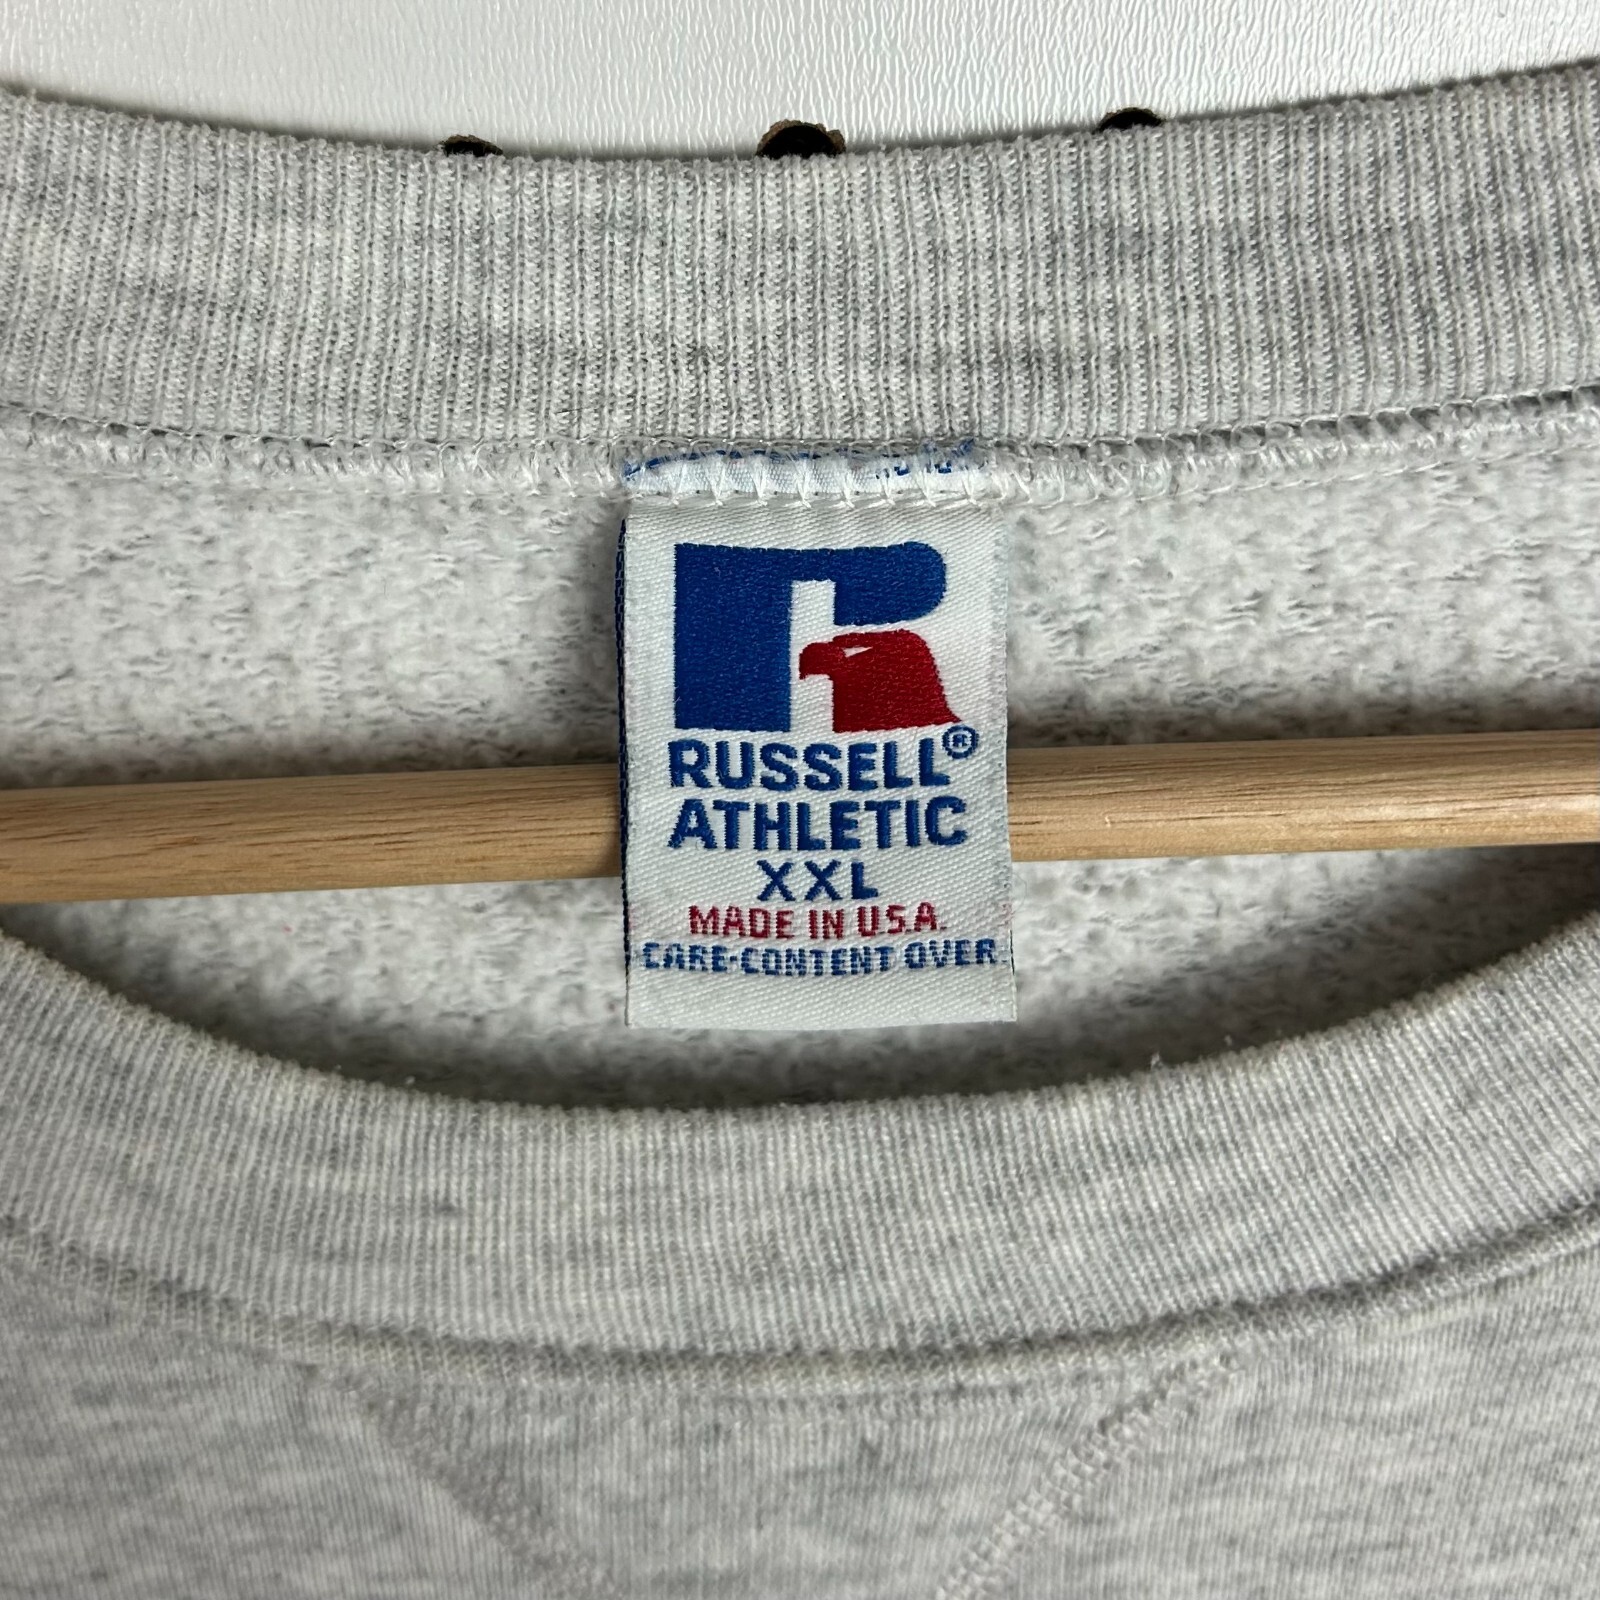 RUSSELL®
ATHLETIC
XXL
MADE IN U.S.A.
CARE-CONTENT OVER.